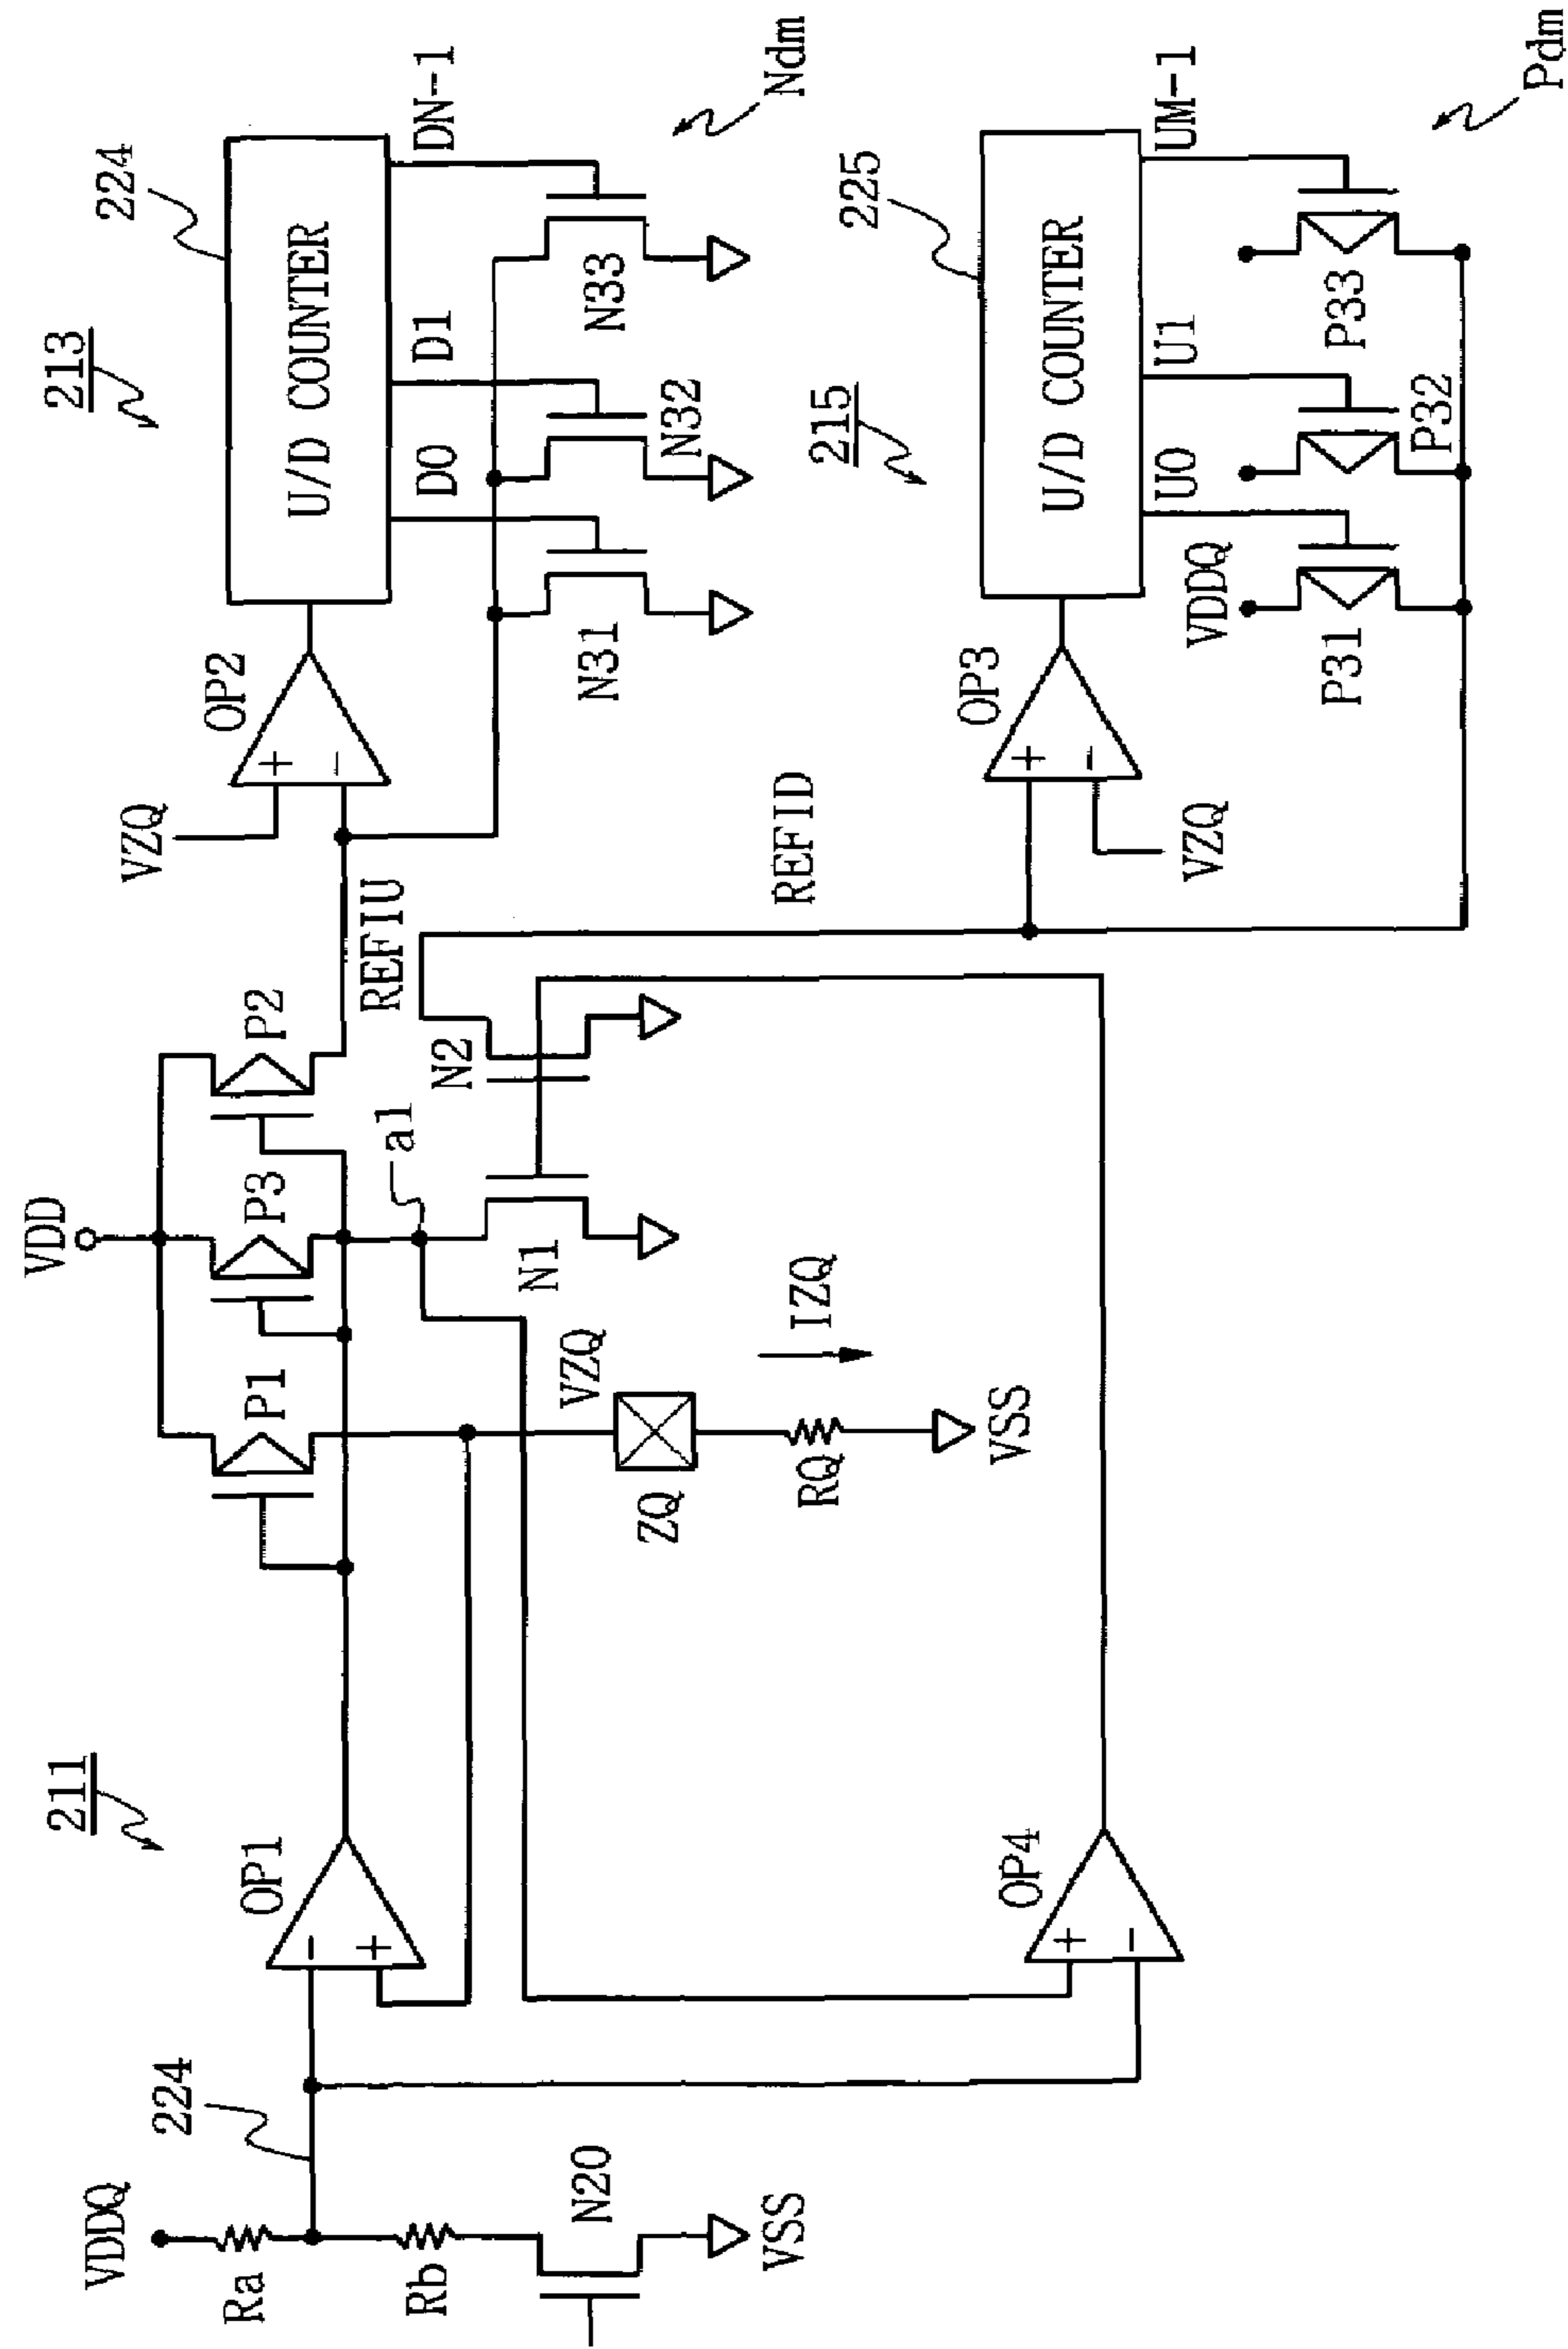 211
213
224
VDD
VDDQ
224
Ra
Rb
N20
VSS
OP1
P1
P3
P2
REFIU
VZQ
OP2
U/D COUNTER
D0
D1
DN-1
N31
N32
N33
Ndm
a1
N1
N2
VZQ
ZQ
IZQ
RQ
VSS
OP4
REFID
215
225
OP3
VZQ
U/D COUNTER
VDDQ
U0
U1
UM-1
P31
P32
P33
Pdm